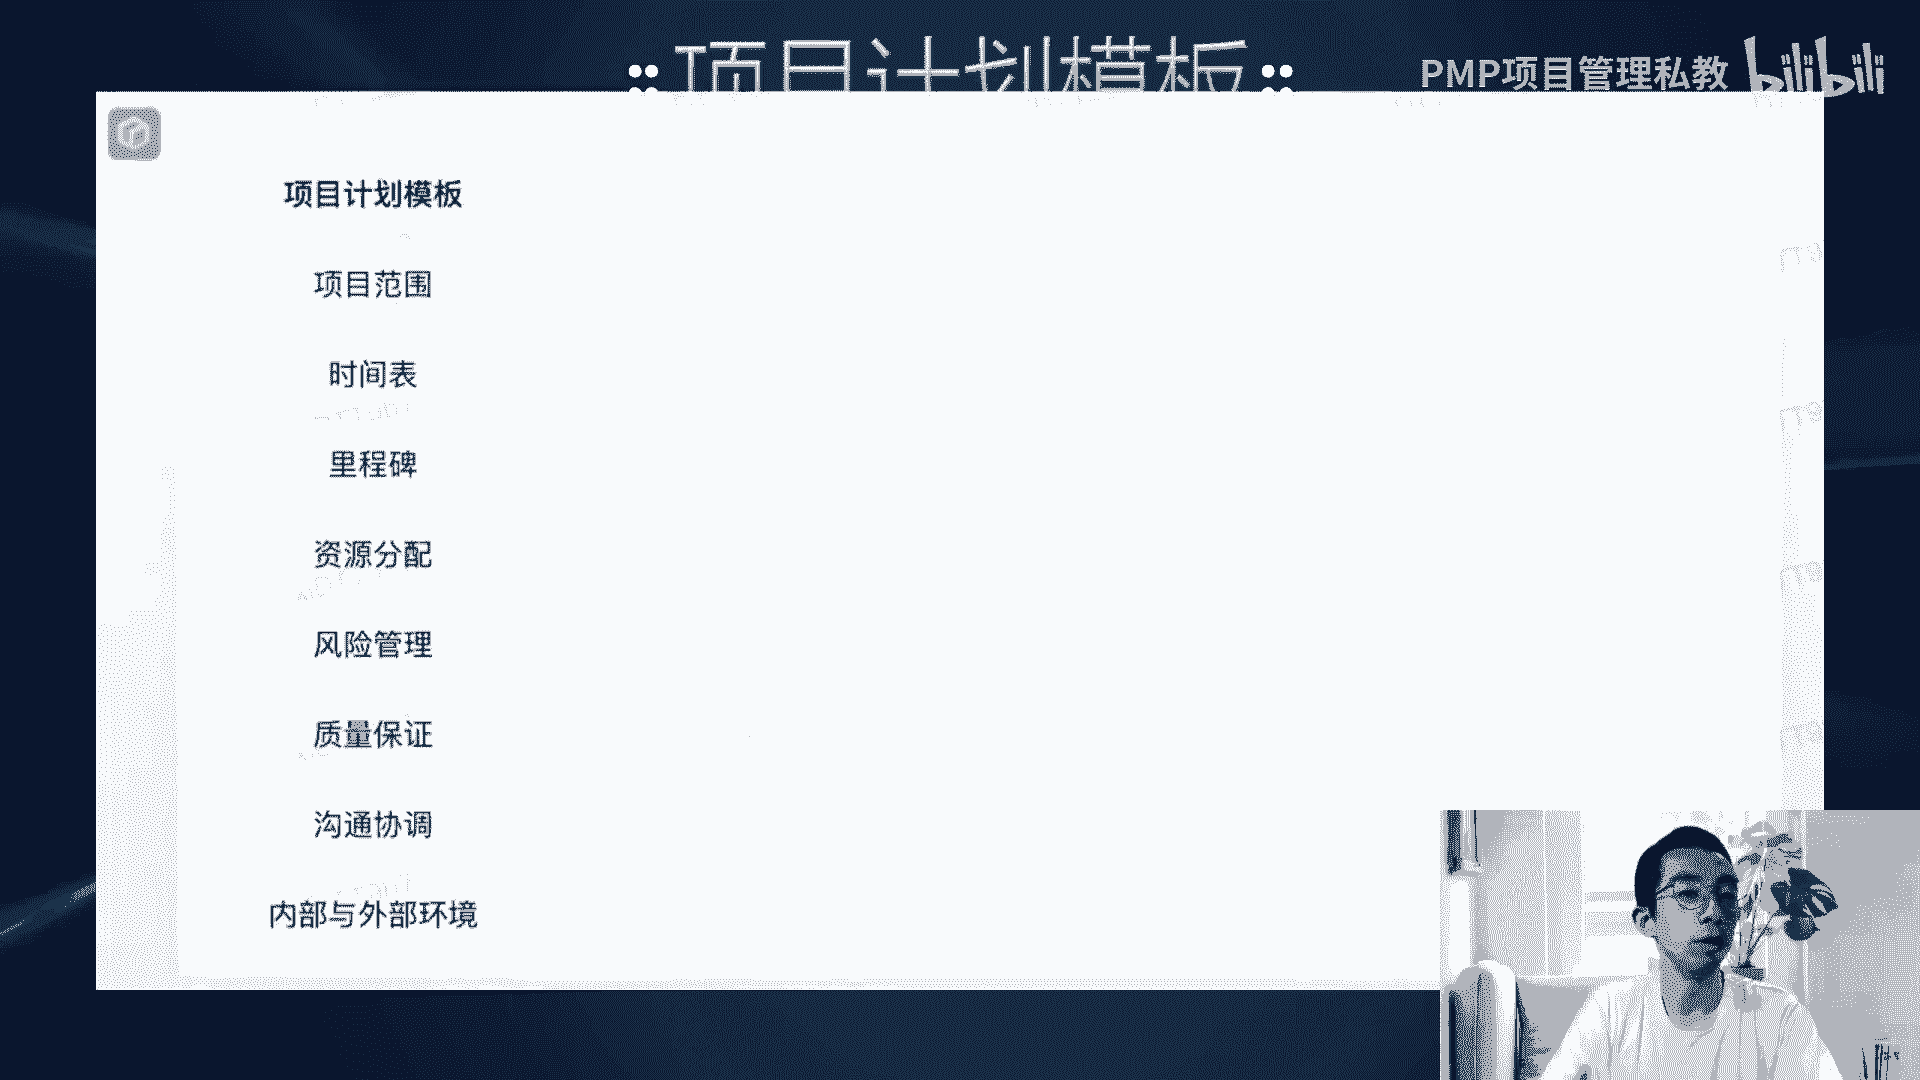 项目计划模板
PMP项目管理私教 bilibili
项目计划模板
项目范围
时间表
里程碑
资源分配
风险管理
质量保证
沟通协调
内部与外部环境